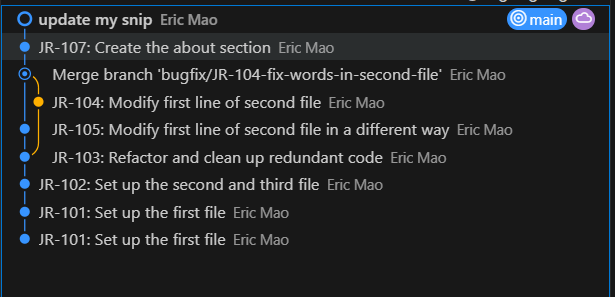 update my snip Eric Mao main
JR-107: Create the about section Eric Mao
Merge branch 'bugfix/JR-104-fix-words-in-second-file' Eric Mao
JR-104: Modify first line of second file Eric Mao
JR-105: Modify first line of second file in a different way Eric Mao
JR-103: Refactor and clean up redundant code Eric Mao
JR-102: Set up the second and third file Eric Mao
JR-101: Set up the first file Eric Mao
JR-101: Set up the first file Eric Mao